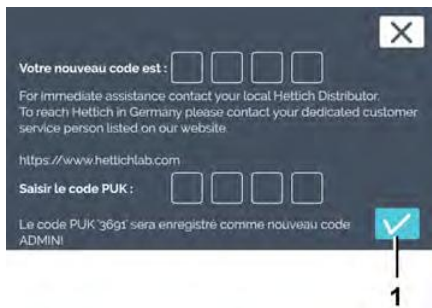 Votre nouveau code est :
For immediate assistance contact your local Hettich Distributor.
To reach Hettich in Germany please contact your dedicated customer
service person listed on our website.
https://www.hettichlab.com
Saisir le code PUK :
Le code PUK '3691' sera enregistré comme nouveau code
ADMIN!
1